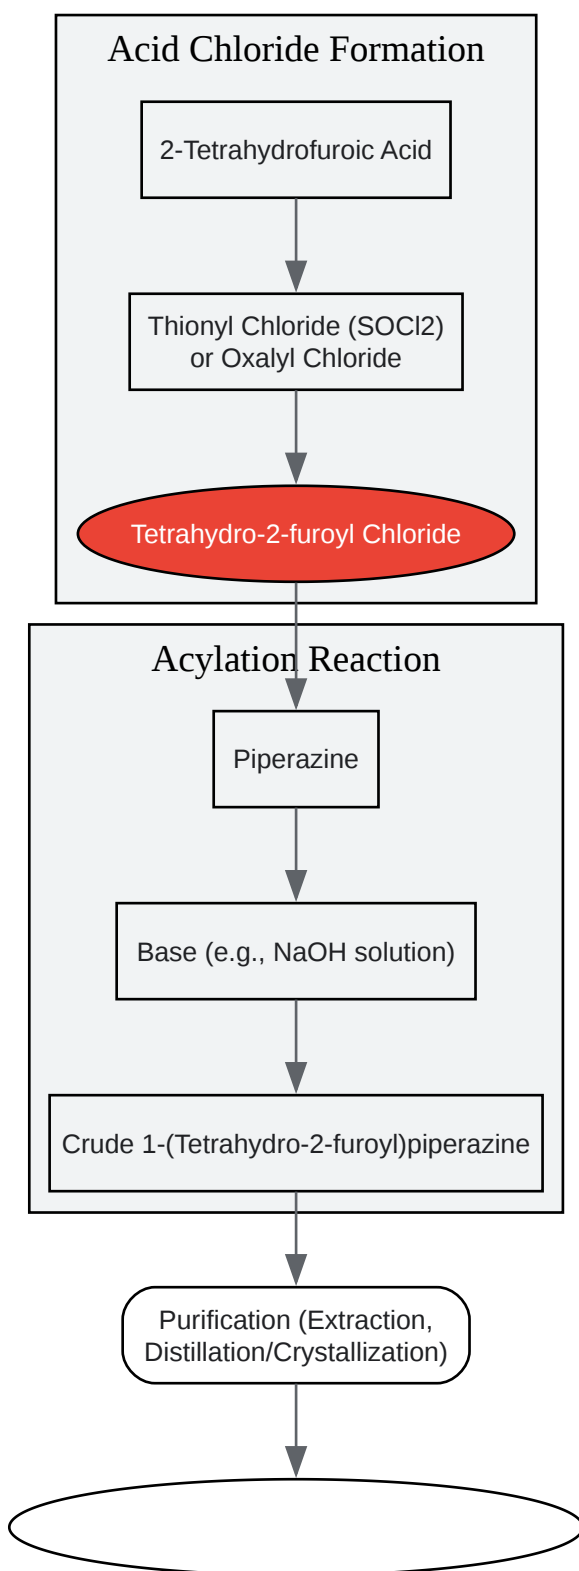 Acid Chloride Formation
2-Tetrahydrofuroic Acid
Thionyl Chloride (SOCl2)
or Oxalyl Chloride
Tetrahydro-2-furoyl Chloride
Acylation Reaction
Piperazine
Base (e.g., NaOH solution)
Crude 1-(Tetrahydro-2-furoyl)piperazine
Purification (Extraction,
Distillation/Crystallization)